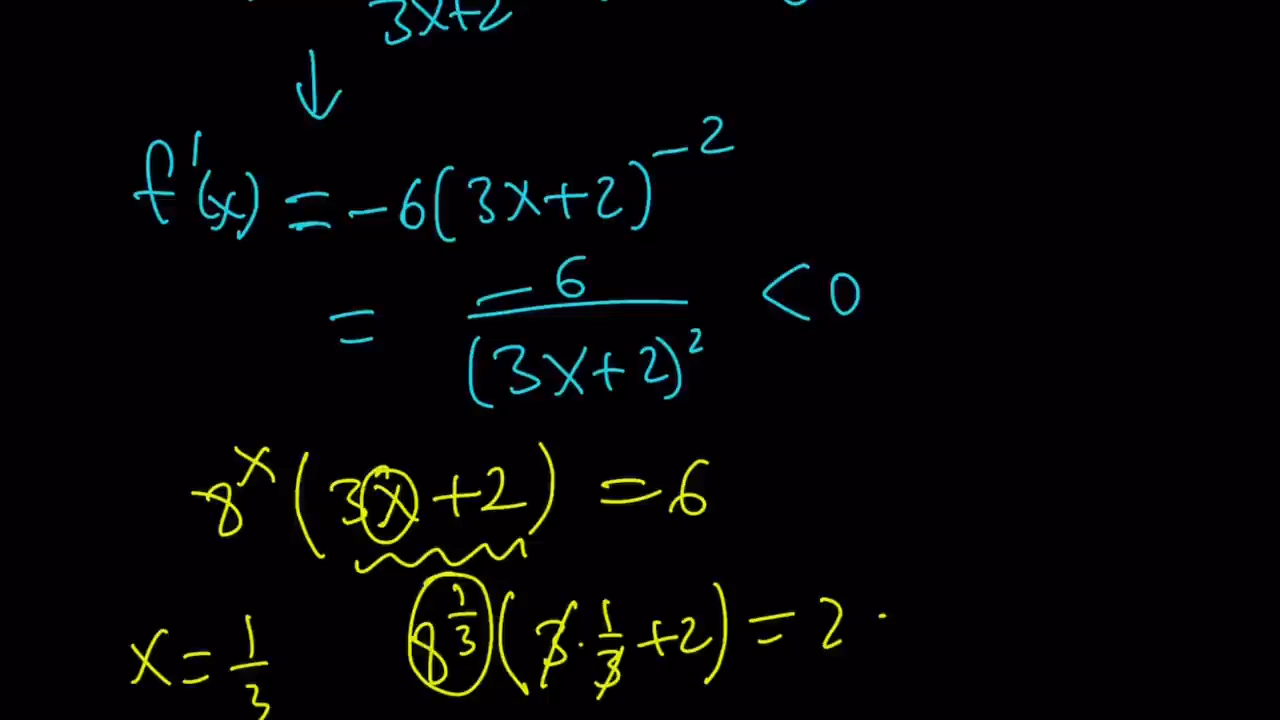 3x+2
↓
f'(x) = -6(3x+2)^-2
= -6/(3x+2)² < 0
8^x (3x+2) = 6
x = 1/3 8^1/3 (3·1/3+2) = 2·